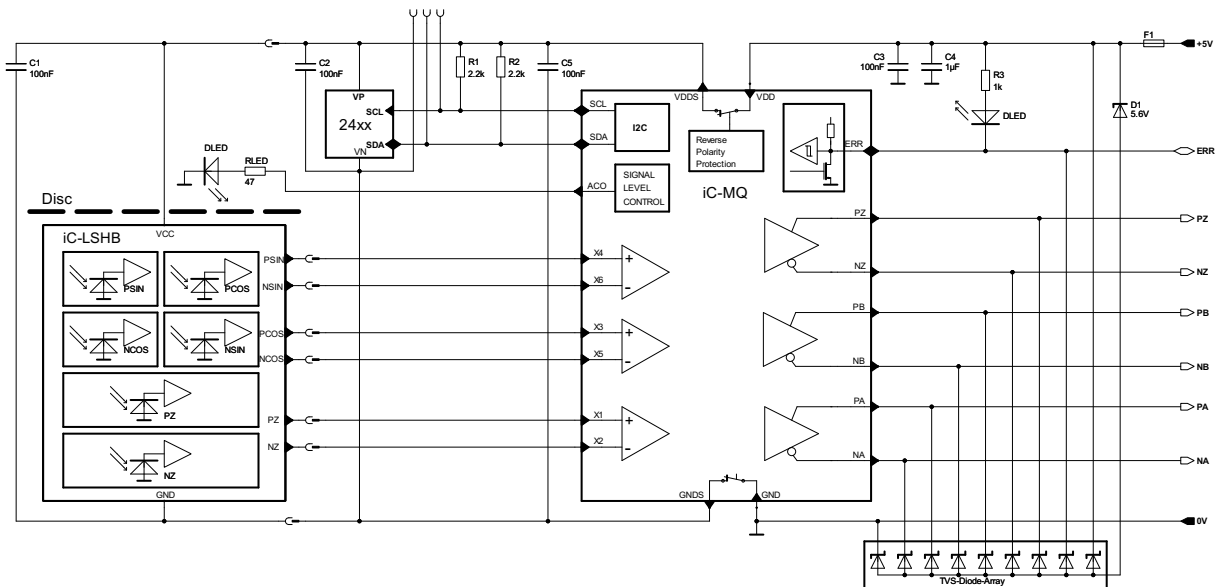 C1
100nF
C2
100nF
R1
2.2k
R2
2.2k
C5
100nF
C3
100nF
C4
1µF
R3
1k
F1
+5V
D1
5.6V
VP
SCL
24xx
SDA
VN
SCL
SDA
I2C
VDDS
VDD
Reverse
Polarity
Protection
ERR
DLED
ERR
DLED
RLED
47
ACO
SIGNAL
LEVEL
CONTROL
iC-MQ
Disc
iC-LSHB
VCC
PSIN
PCOS
NCOS
NSIN
PZ
NZ
GND
PSIN
NSIN
PCOS
NCOS
PZ
NZ
X4
+
X6
-
X3
+
X5
-
X1
+
X2
-
PZ
NZ
PB
NB
PA
NA
PZ
NZ
PB
NB
PA
NA
GNDS
GND
0V
TVS-Diode-Array